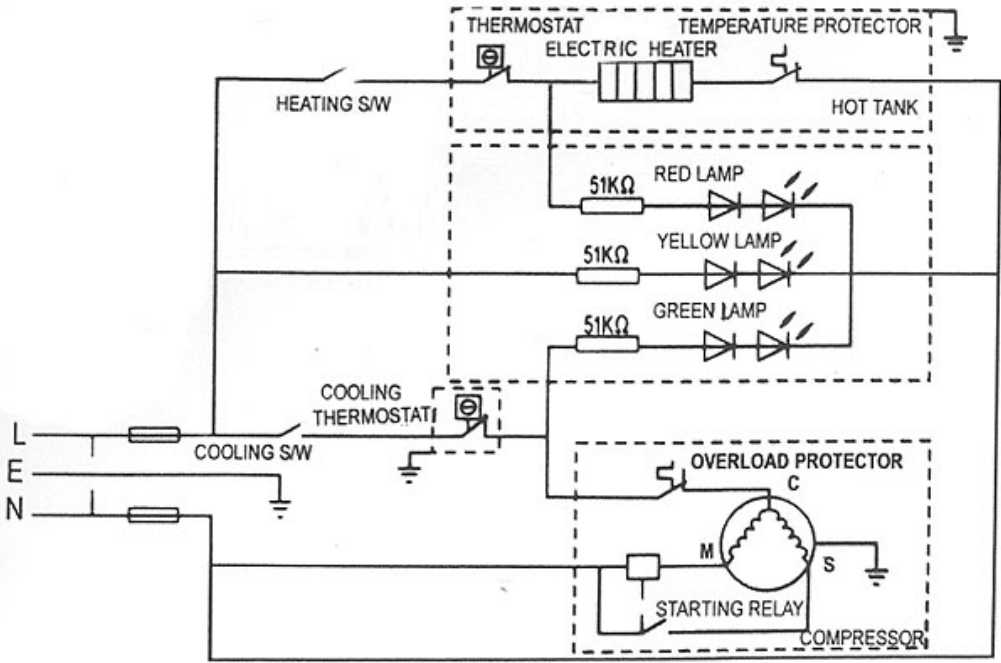 THERMOSTAT
TEMPERATURE PROTECTOR
ELECTRIC HEATER
HEATING S/W
HOT TANK
RED LAMP
51KΩ
YELLOW LAMP
51KΩ
GREEN LAMP
51KΩ
COOLING
THERMOSTAT
L
COOLING S/W
E
N
OVERLOAD PROTECTOR
C
M
S
STARTING RELAY
COMPRESSOR